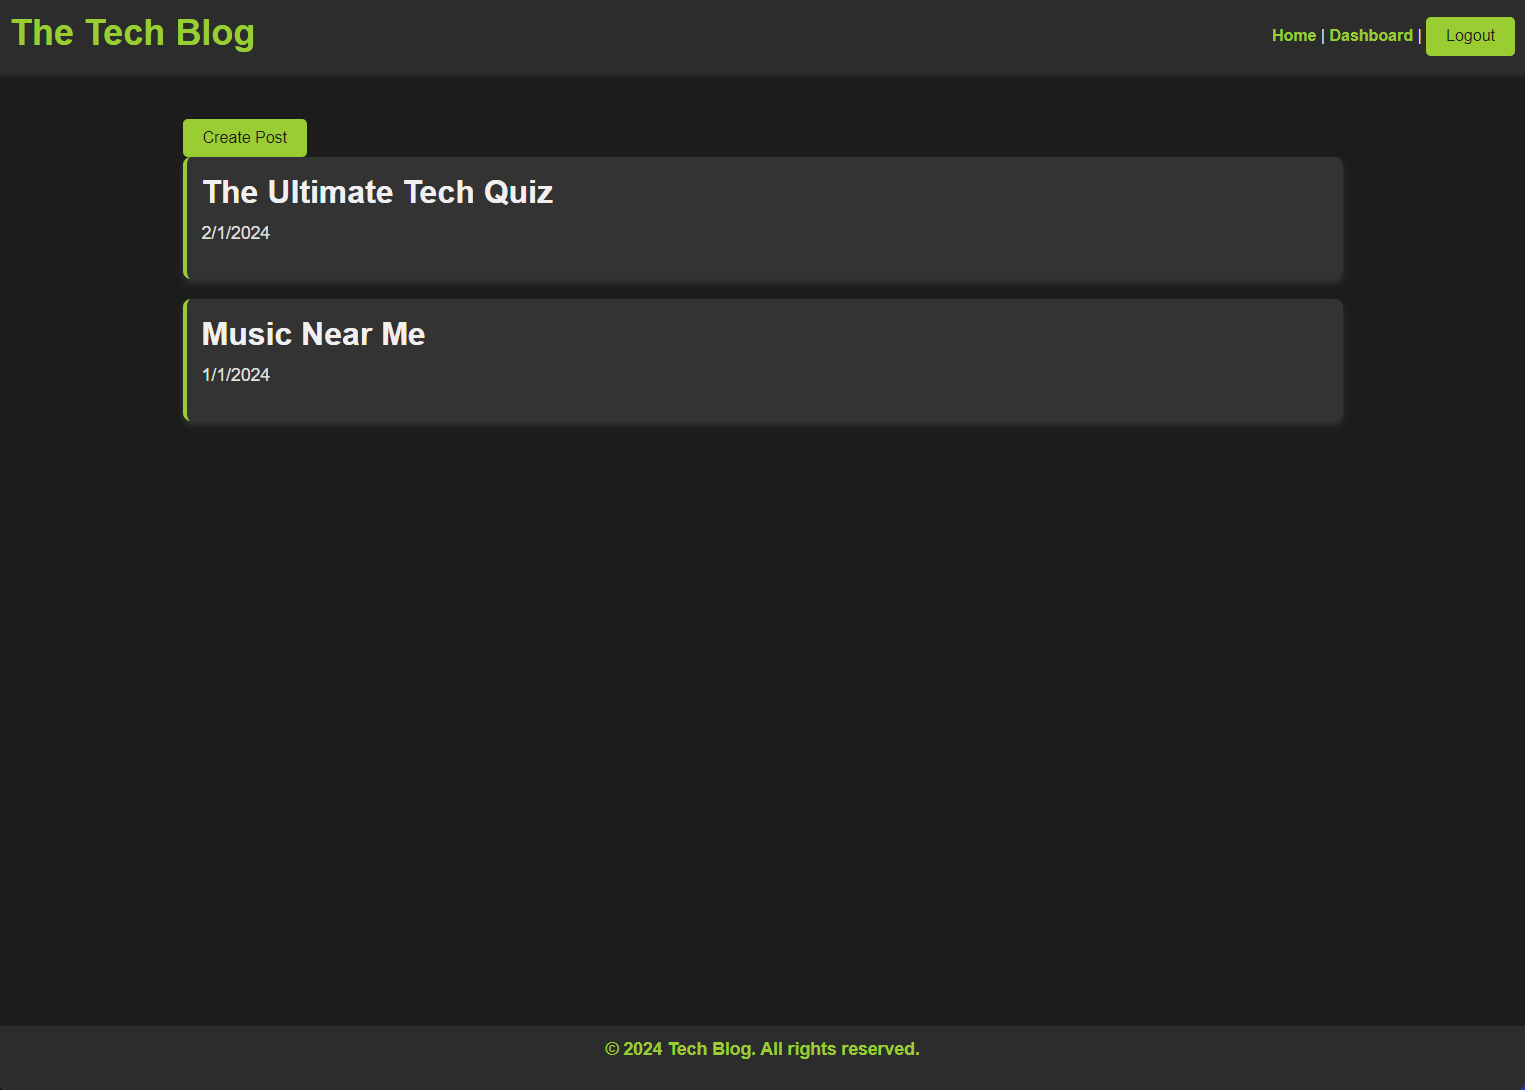 The Tech Blog
Home | Dashboard | Logout
Create Post
The Ultimate Tech Quiz
2/1/2024
Music Near Me
1/1/2024
© 2024 Tech Blog. All rights reserved.